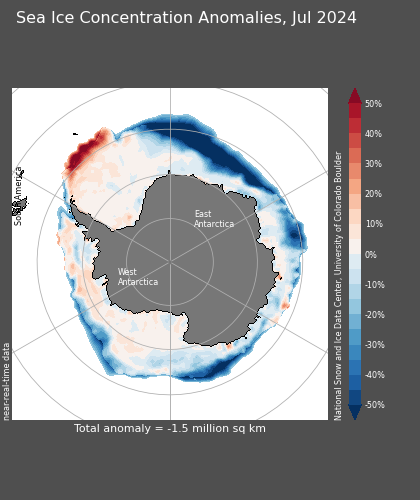 Sea Ice Concentration Anomalies, Jul 2024
South America
East
Antarctica
West
Antarctica
near-real-time data
50%
40%
30%
20%
10%
0%
-10%
-20%
-30%
-40%
-50%
National Snow and Ice Data Center, University of Colorado Boulder
Total anomaly = -1.5 million sq km